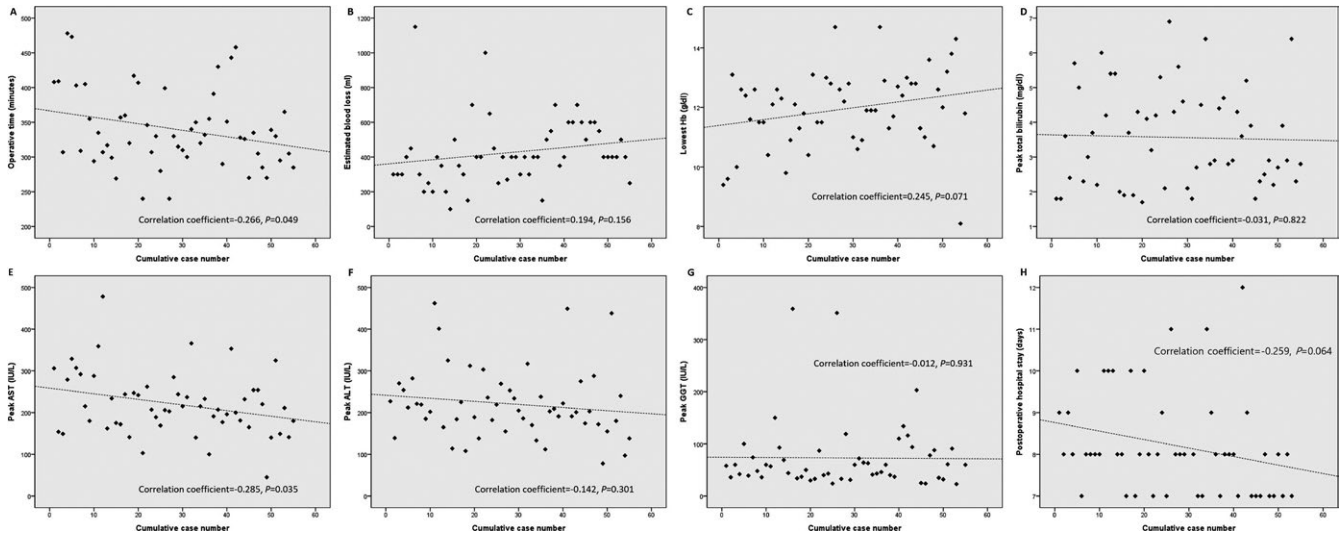 A
Operative time (minutes)
500
450
400
350
300
250
200
0 10 20 30 40 50 60
Correlation coefficient=-0.266, P=0.049
Cumulative case number
B
Estimated blood loss (ml)
1200
1000
800
600
400
200
0
0 10 20 30 40 50 60
Correlation coefficient=0.194, P=0.156
Cumulative case number
C
Lowest Hb (g/dl)
14
12
10
8
0 10 20 30 40 50 60
Correlation coefficient=0.245, P=0.071
Cumulative case number
D
Peak total bilirubin (mg/dl)
7
6
5
4
3
2
1
0 10 20 30 40 50 60
Correlation coefficient=-0.031, P=0.822
Cumulative case number
E
Peak AST (IU/L)
500
400
300
200
100
0
0 10 20 30 40 50 60
Correlation coefficient=-0.285, P=0.035
Cumulative case number
F
Peak ALT (IU/L)
500
400
300
200
100
0
0 10 20 30 40 50 60
Correlation coefficient=-0.142, P=0.301
Cumulative case number
G
Peak GGT (IU/L)
400
300
200
100
0
0 10 20 30 40 50 60
Correlation coefficient=-0.012, P=0.931
Cumulative case number
H
Postoperative hospital stay (days)
12
11
10
9
8
7
0 10 20 30 40 50 60
Correlation coefficient=-0.259, P=0.064
Cumulative case number